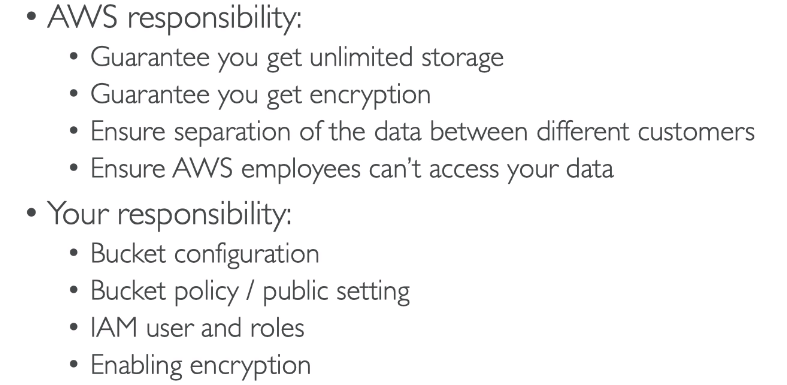 • AWS responsibility:
• Guarantee you get unlimited storage
• Guarantee you get encryption
• Ensure separation of the data between different customers
• Ensure AWS employees can't access your data
• Your responsibility:
• Bucket configuration
• Bucket policy / public setting
• IAM user and roles
• Enabling encryption